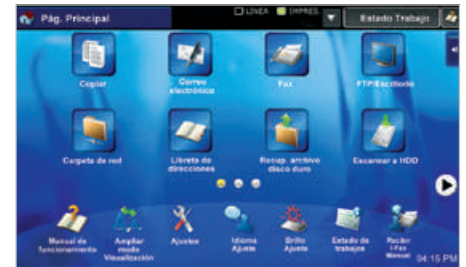 Pág. Principal
LÍNEA
IMPRES.
Estado Trabajo
Copiar
Correo
electrónico
Fax
FTP/Escritorio
Carpeta de red
Libreta de
direcciones
Recup. archivo
disco duro
Escanear a HDD
Manual de
funcionamiento
Ampliar
modo
Visualización
Ajustes
Idioma
Ajuste
Brillo
Ajuste
Estado de
trabajos
Recibir
I-Fax
Manual
04:15 PM